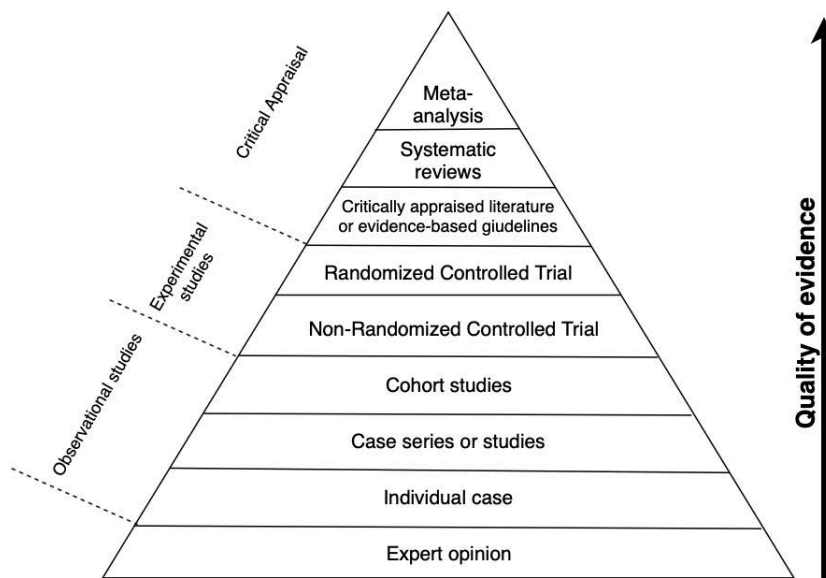 Critical Appraisal
Experimental
studies
Observational studies
Meta-
analysis
Systematic
reviews
Critically appraised literature
or evidence-based giudelines
Randomized Controlled Trial
Non-Randomized Controlled Trial
Cohort studies
Case series or studies
Individual case
Expert opinion
Quality of evidence